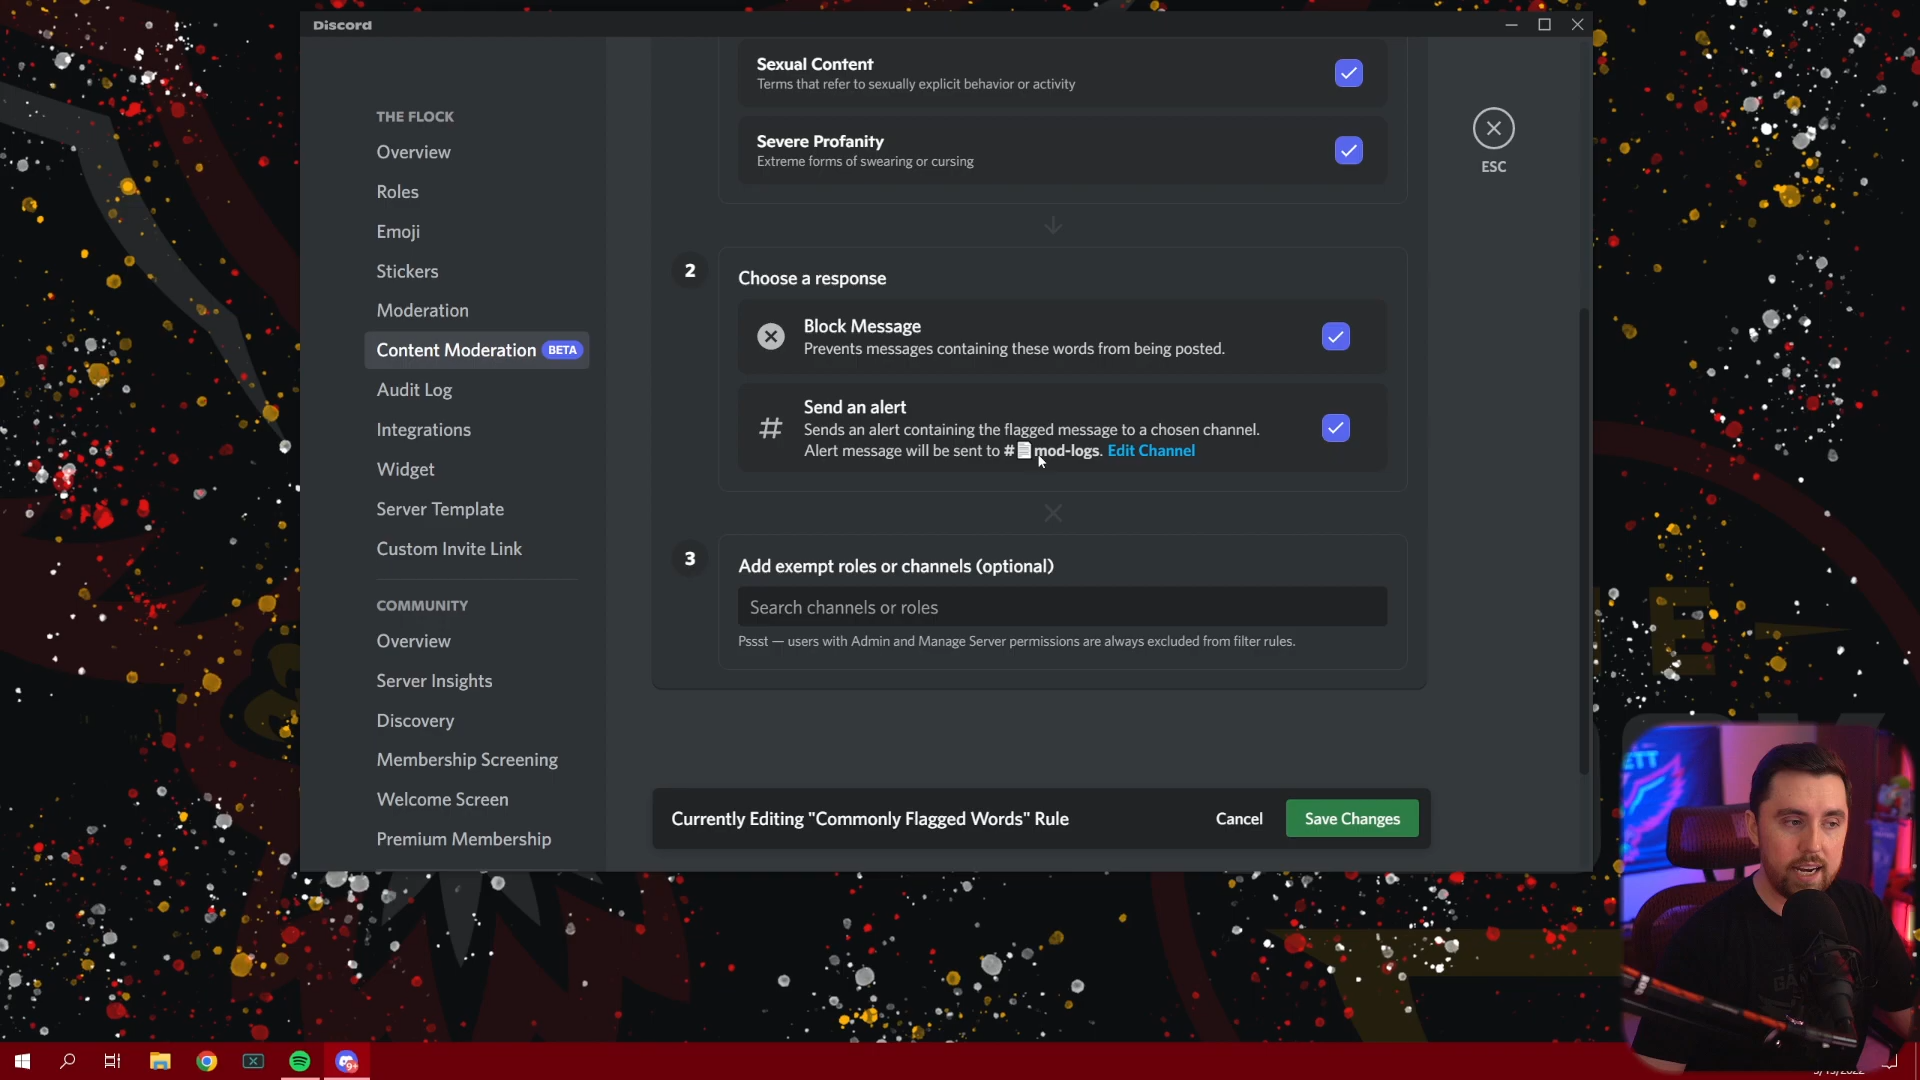 Discord
THE FLOCK
Overview
Roles
Emoji
Stickers
Moderation
Content Moderation BETA
Audit Log
Integrations
Widget
Server Template
Custom Invite Link
COMMUNITY
Overview
Server Insights
Discovery
Membership Screening
Welcome Screen
Premium Membership
Sexual Content
Terms that refer to sexually explicit behavior or activity
Severe Profanity
Extreme forms of swearing or cursing
2
Choose a response
Block Message
Prevents messages containing these words from being posted.
Send an alert
Sends an alert containing the flagged message to a chosen channel.
Alert message will be sent to # mod-logs. Edit Channel
3
Add exempt roles or channels (optional)
Search channels or roles
Pssst — users with Admin and Manage Server permissions are always excluded from filter rules.
Currently Editing "Commonly Flagged Words" Rule
Cancel
Save Changes
ESC
9+